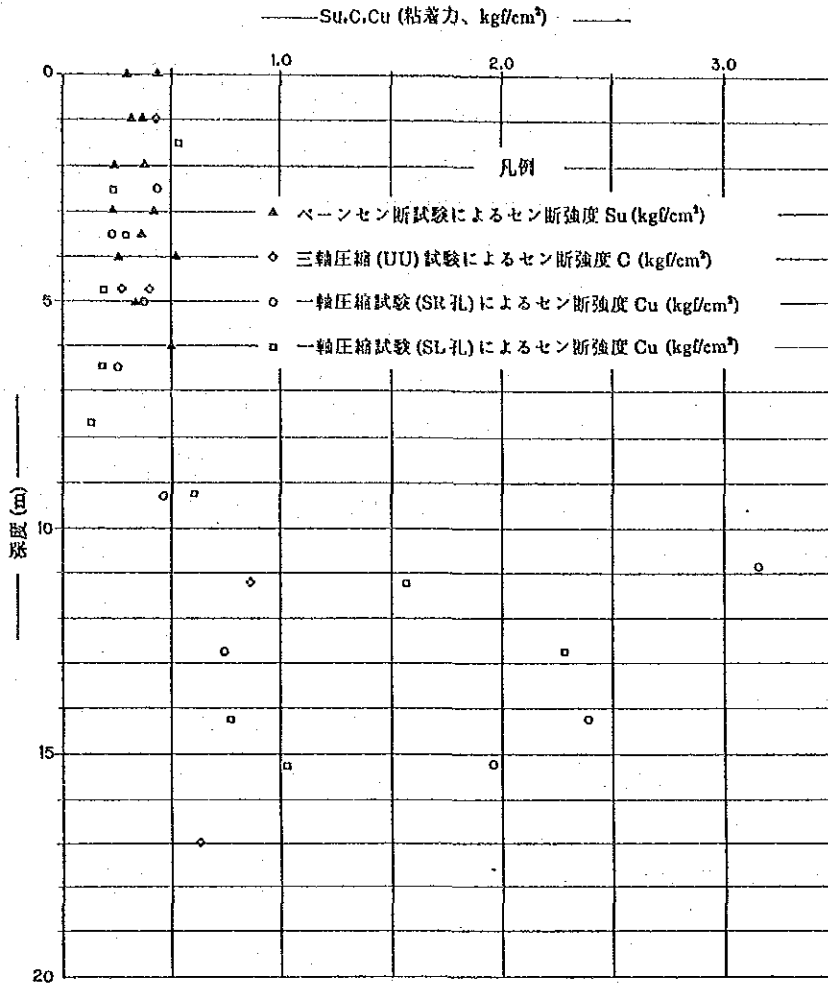 Su,C,Cu (粘着力、kgf/cm²)
1.0 2.0 3.0
0
5
10
15
20
深度 (m)
凡例
▲ ベーンセン断試験によるセン断強度 Su (kgf/cm²)
◇ 三軸圧縮 (UU) 試験によるセン断強度 C (kgf/cm²)
○ 一軸圧縮試験 (SR孔) によるセン断強度 Cu (kgf/cm²)
□ 一軸圧縮試験 (SL孔) によるセン断強度 Cu (kgf/cm²)